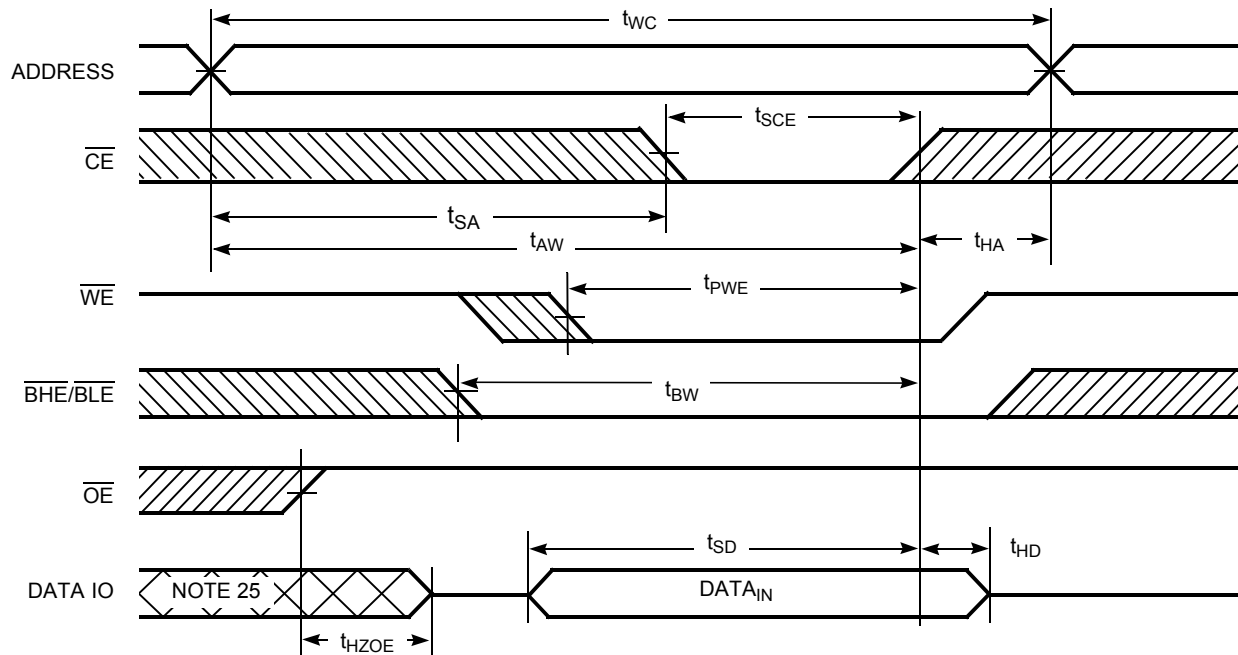 tWC
ADDRESS
tSCE
CE
tSA
tAW
tHA
WE
tPWE
BHE/BLE
tBW
OE
tSD
tHD
DATA IO
NOTE 25
DATAIN
tHZOE